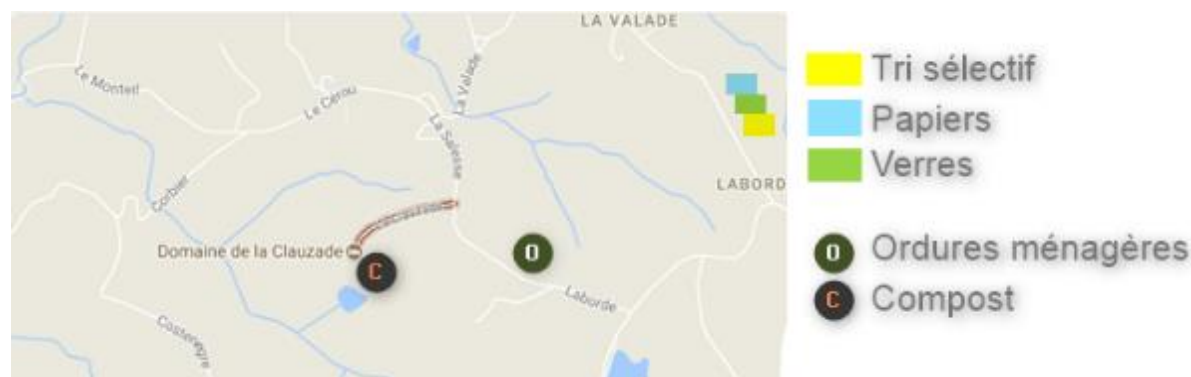 LA VALADE
Le Monteil
Le Cérou
La Valade
La Salesse
Corbier
LABORD
Domaine de la Clauzade
C
O
Laborde
Castenègre
Tri sélectif
Papiers
Verres
O Ordures ménagères
C Compost